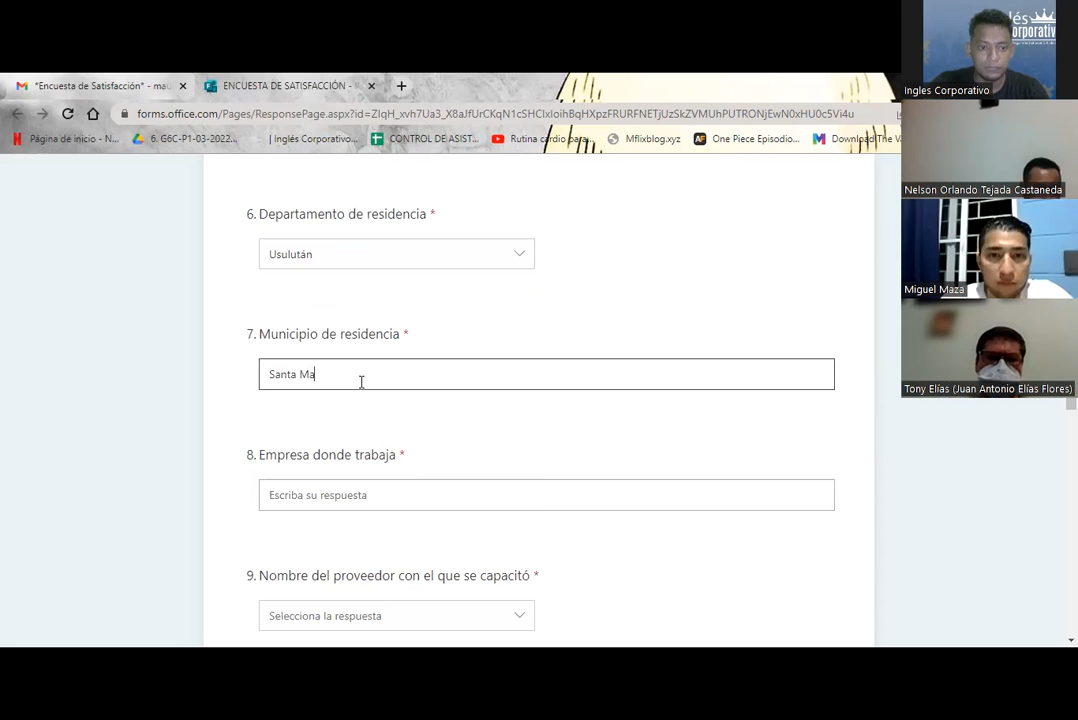 *Encuesta de Satisfacción* - mau
ENCUESTA DE SATISFACCIÓN -
forms.office.com/Pages/ResponsePage.aspx?id=ZIqH_xvh7Ua3_X8aJfUrCKqN1cSHCIxIoihBqHXpzFRURFNETjUzSkZVMUhPUTRONjEwN0xHU0c5Vi4u
Página de inicio - N...
6. G6C-P1-03-2022...
| Inglés Corporativo...
CONTROL DE ASIST...
Rutina cardio para...
Mflixblog.xyz
One Piece Episodio...
Download The Va
6. Departamento de residencia *
Usulután
7. Municipio de residencia *
Santa Ma
8. Empresa donde trabaja *
Escriba su respuesta
9. Nombre del proveedor con el que se capacitó *
Selecciona la respuesta
Ingles Corporativo
Nelson Orlando Tejada Castaneda
Miguel Maza
Tony Elías (Juan Antonio Elías Flores)